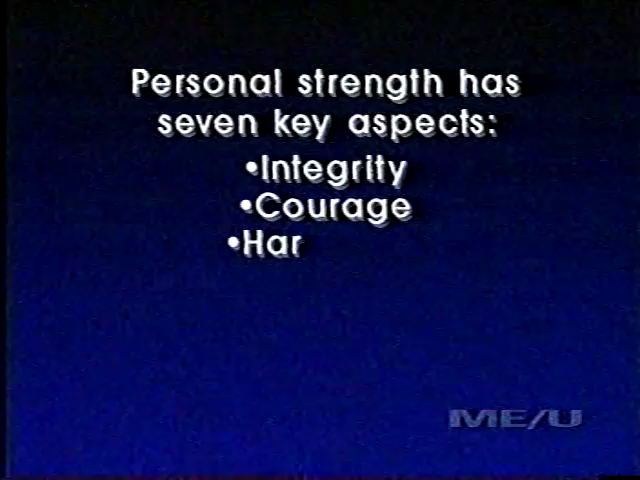 Personal strength has
seven key aspects:
•Integrity
•Courage
•Har
ME/U